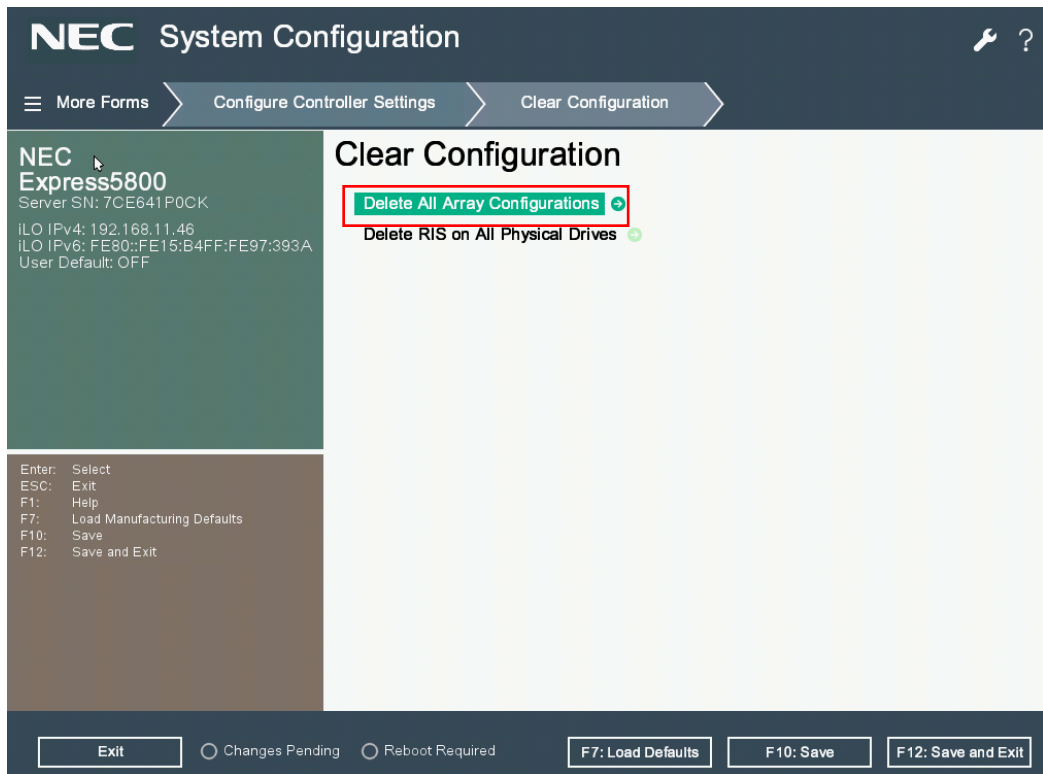 NEC System Configuration
?
More Forms
Configure Controller Settings
Clear Configuration
NEC
Express5800
Server SN: 7CE641P0CK
iLO IPv4: 192.168.11.46
iLO IPv6: FE80::FE15:B4FF:FE97:393A
User Default: OFF
Clear Configuration
Delete All Array Configurations
Delete RIS on All Physical Drives
Enter: Select
ESC: Exit
F1: Help
F7: Load Manufacturing Defaults
F10: Save
F12: Save and Exit
Exit
Changes Pending
Reboot Required
F7: Load Defaults
F10: Save
F12: Save and Exit